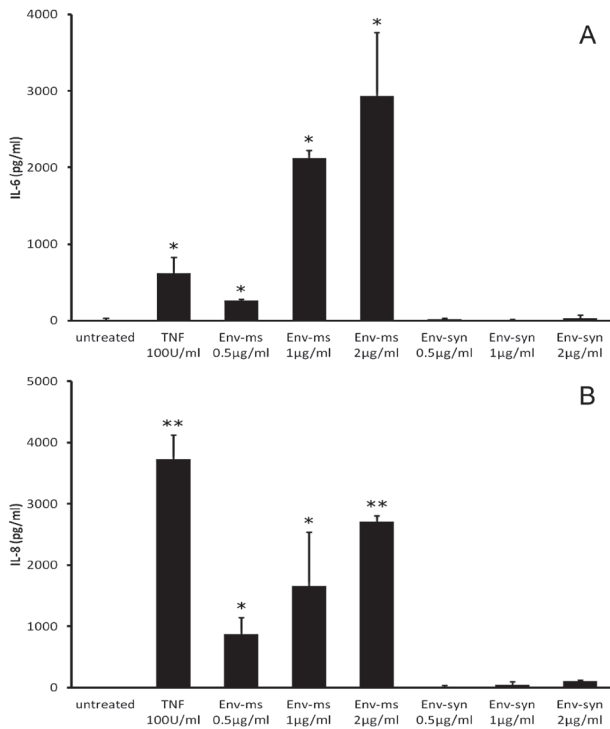 A
4000
3000
2000
1000
0
IL-6 (pg/ml)
*
*
*
*
untreated TNF Env-ms Env-ms Env-ms Env-syn Env-syn Env-syn
100U/ml 0.5µg/ml 1µg/ml 2µg/ml 0.5µg/ml 1µg/ml 2µg/ml
B
5000
4000
3000
2000
1000
0
IL-8 (pg/ml)
**
*
*
**
untreated TNF Env-ms Env-ms Env-ms Env-syn Env-syn Env-syn
100U/ml 0.5µg/ml 1µg/ml 2µg/ml 0.5µg/ml 1µg/ml 2µg/ml